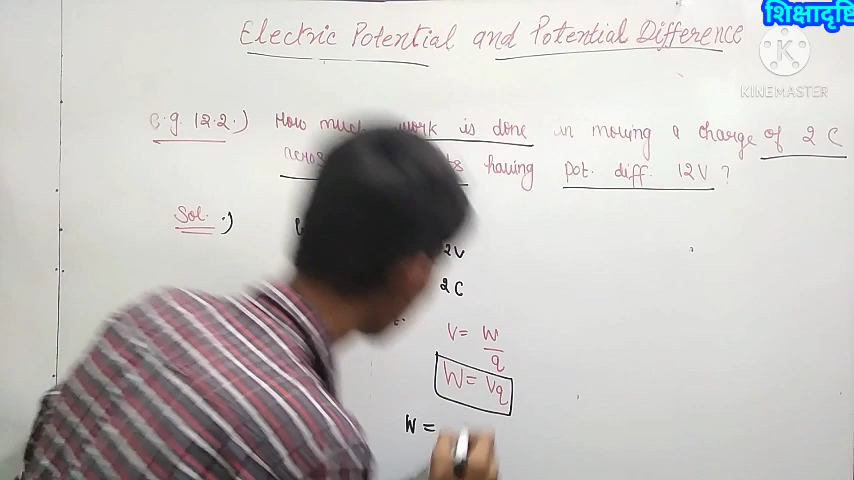 शिक्षादृष्टि
Electric Potential and Potential Difference
KINEMASTER
e.g. 12.2.) How much work is done in moving a charge of 2 C
having pot. diff. 12V ?
Sol. :)
2V
2 C
V = W/q
W = Vq
W =